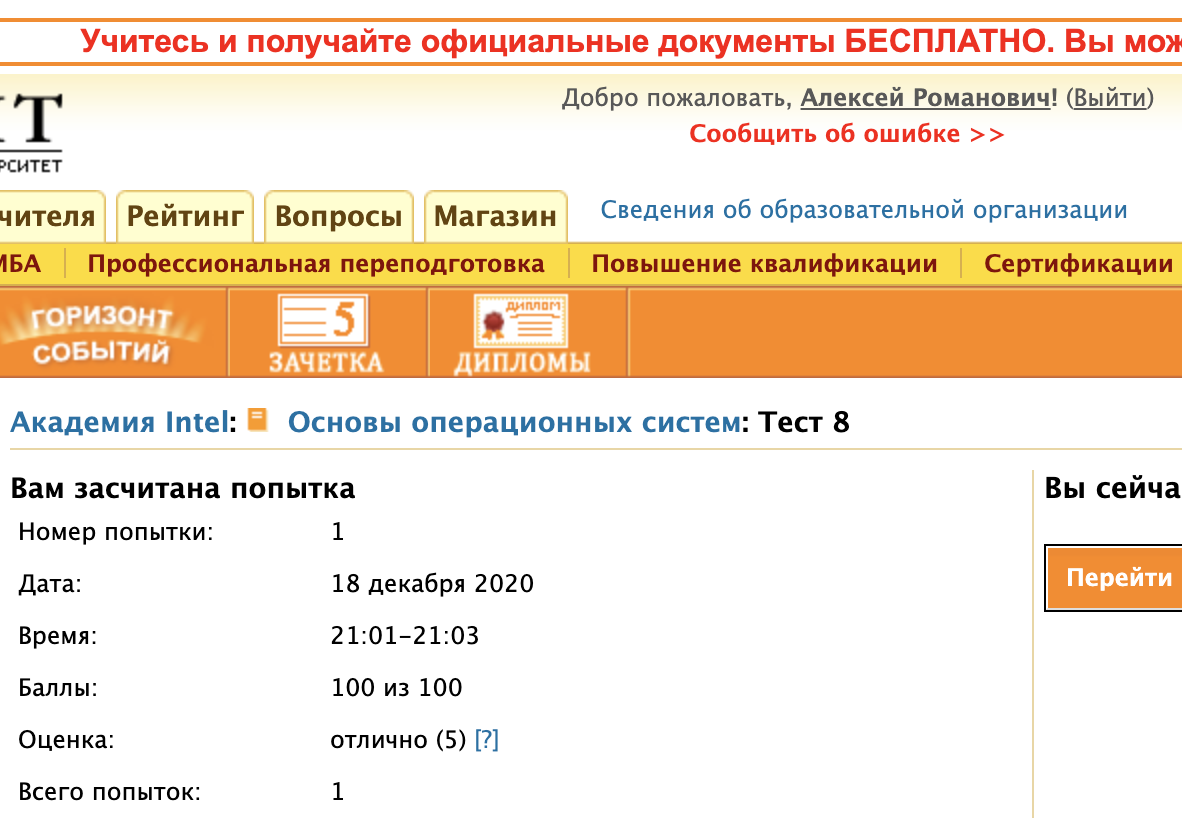 Учитесь и получайте официальные документы БЕСПЛАТНО. Вы мож
Добро пожаловать, Алексей Романович! (Выйти)
Сообщить об ошибке >>
ИТ
РСИТЕТ
чителя
Рейтинг
Вопросы
Магазин
Сведения об образовательной организации
МБА
Профессиональная переподготовка
Повышение квалификации
Сертификации
ГОРИЗОНТ
СОБЫТИЙ
5
ЗАЧЕТКА
ДИПЛОМ
ДИПЛОМЫ
Академия Intel: Основы операционных систем: Тест 8
Вам засчитана попытка
Вы сейча
Номер попытки: 1
Перейти
Дата: 18 декабря 2020
Время: 21:01-21:03
Баллы: 100 из 100
Оценка: отлично (5) [?]
Всего попыток: 1